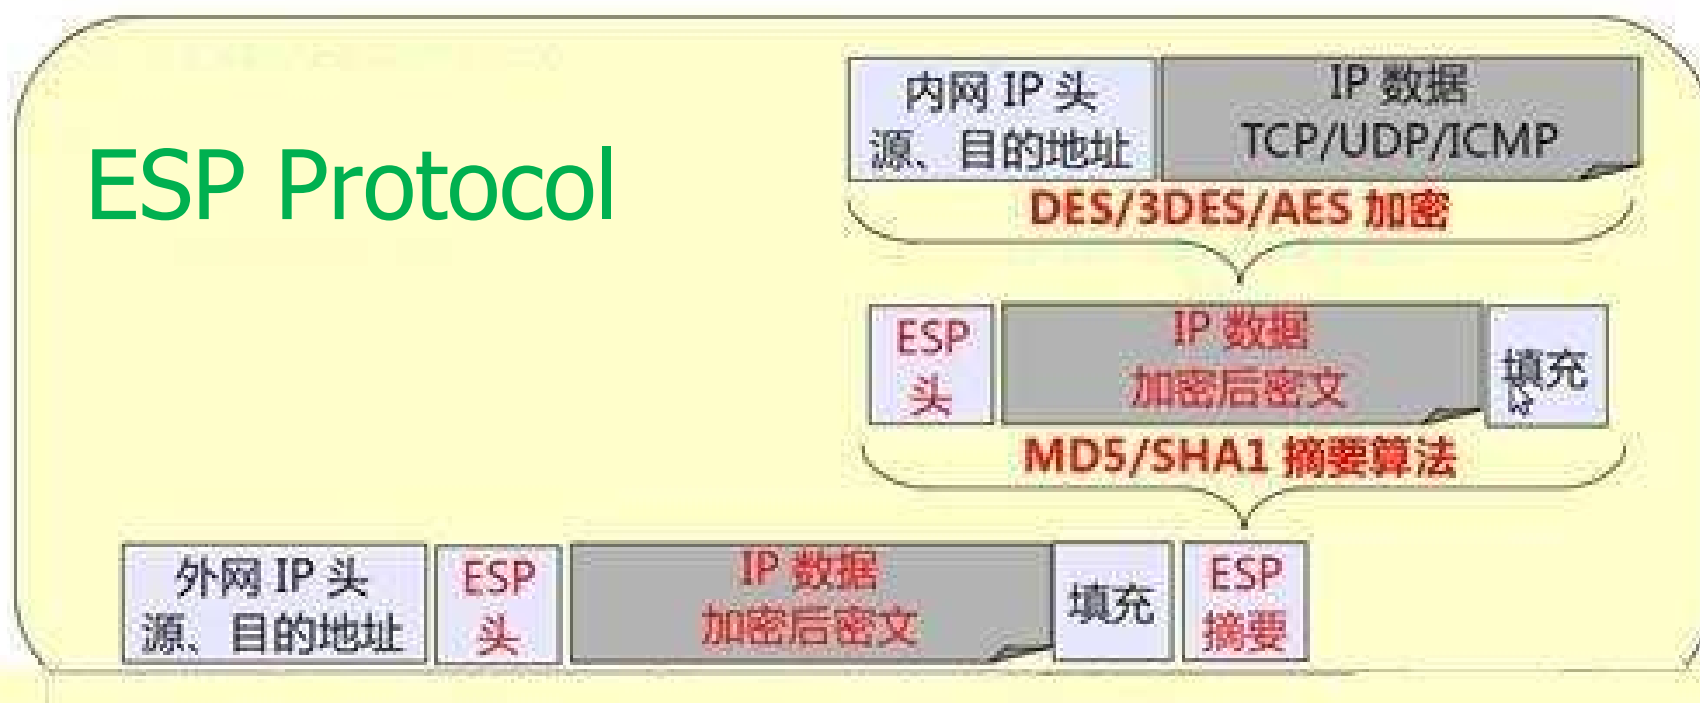 ESP Protocol
内网 IP 头
源、目的地址
IP 数据
TCP/UDP/ICMP
DES/3DES/AES 加密
ESP
头
IP 数据
加密后密文
填充
MD5/SHA1 摘要算法
外网 IP 头
源、目的地址
ESP
头
IP 数据
加密后密文
填充
ESP
摘要